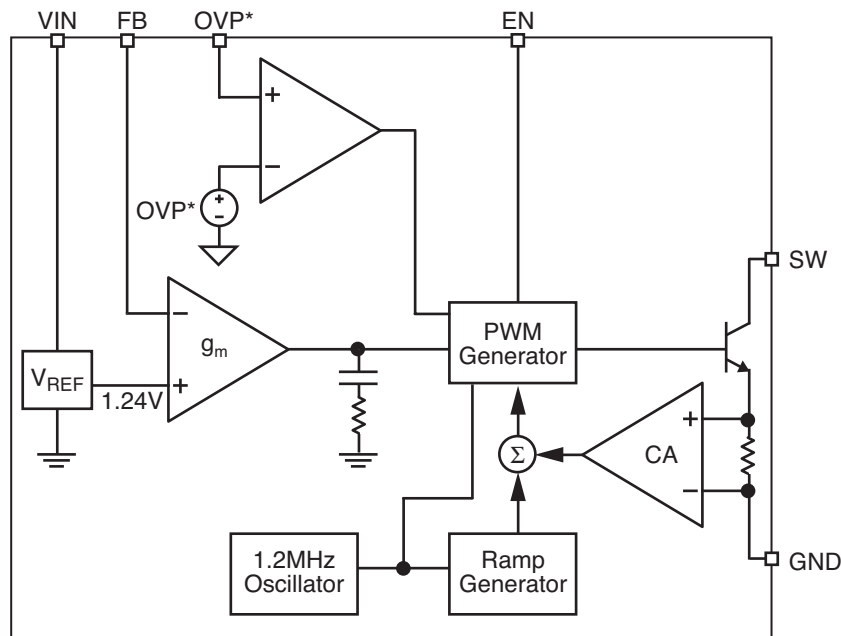 VIN
FB
OVP*
EN
+
−
+
−
OVP*
SW
−
gm
VREF
+
1.24V
PWM
Generator
+
CA
−
Σ
1.2MHz
Oscillator
Ramp
Generator
GND